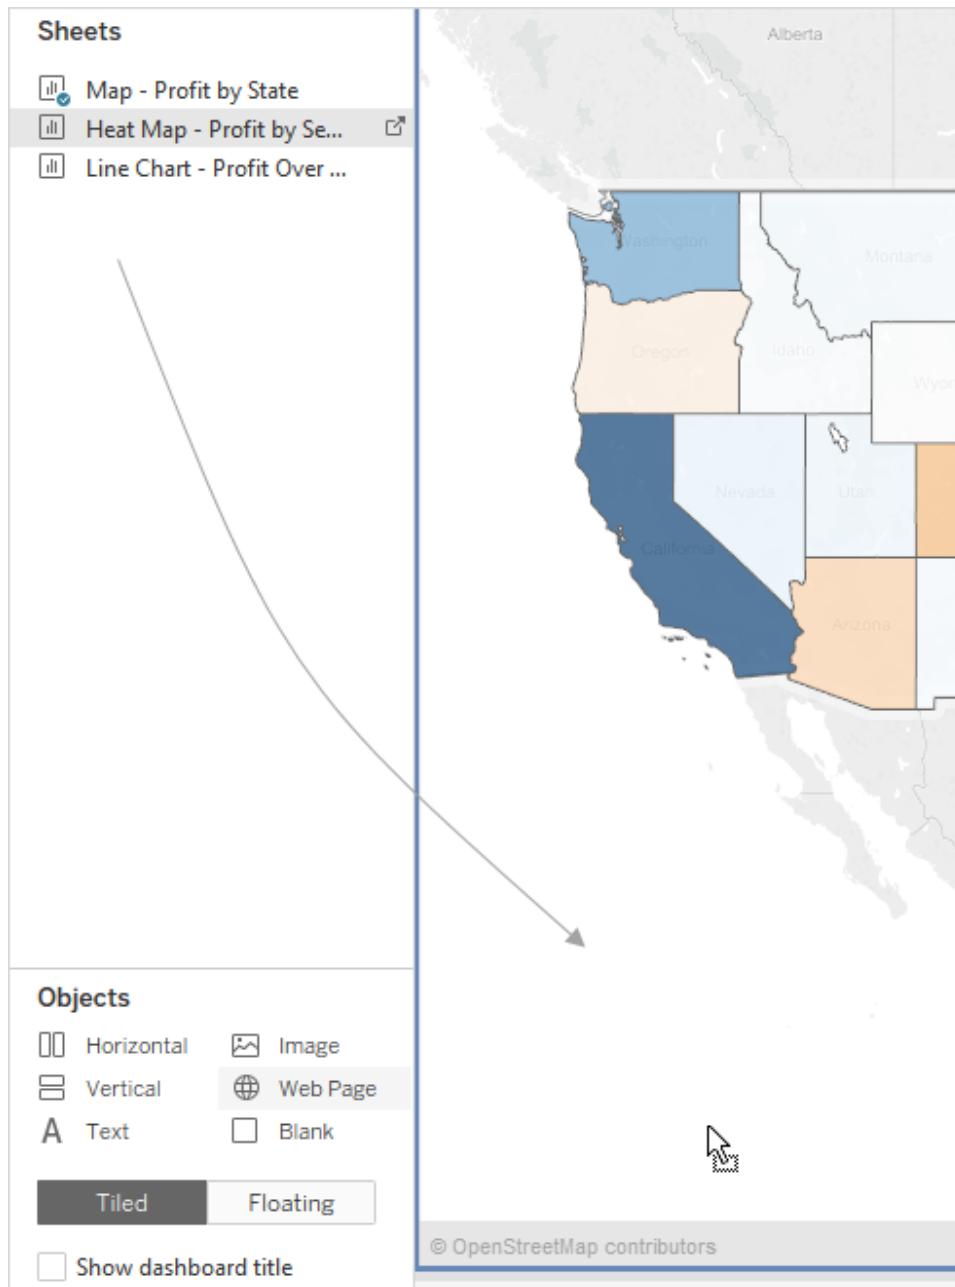 Sheets
Map - Profit by State
Heat Map - Profit by Se...
Line Chart - Profit Over ...
Alberta
Washington
Montana
Oregon
Idaho
Wyor
Nevada
Utah
California
Arizona
Objects
Horizontal
Image
Vertical
Web Page
A Text
Blank
Tiled
Floating
Show dashboard title
© OpenStreetMap contributors